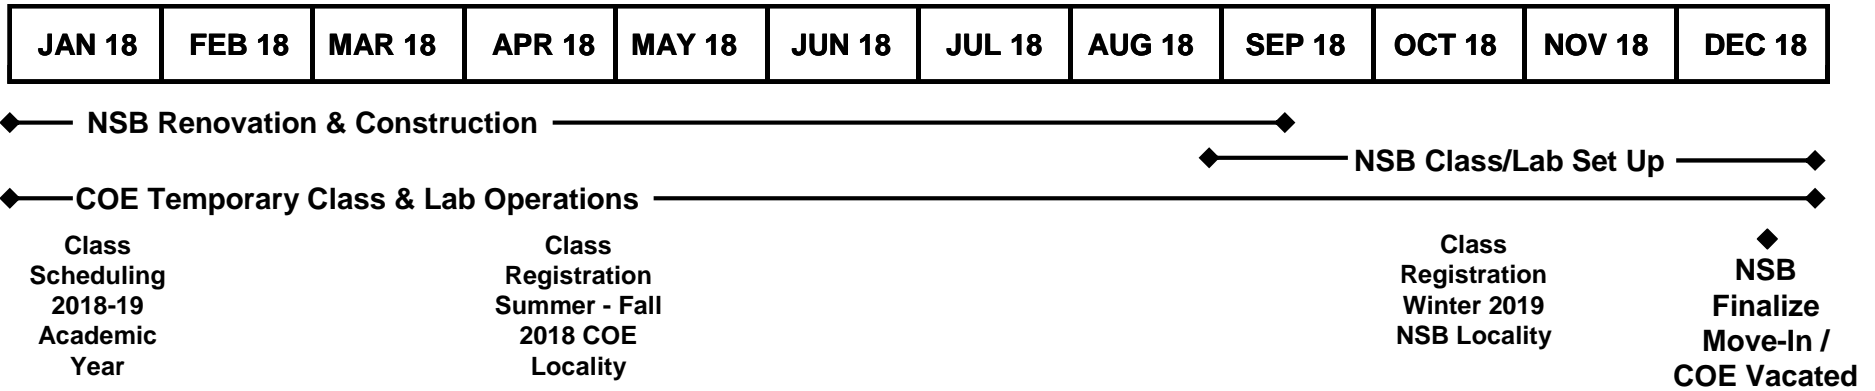 JAN 18 FEB 18 MAR 18 APR 18 MAY 18 JUN 18 JUL 18 AUG 18 SEP 18 OCT 18 NOV 18 DEC 18
NSB Renovation & Construction
NSB Class/Lab Set Up
COE Temporary Class & Lab Operations
Class
Scheduling
2018-19
Academic
Year
Class
Registration
Summer - Fall
2018 COE
Locality
Class
Registration
Winter 2019
NSB Locality
NSB
Finalize
Move-In /
COE Vacated